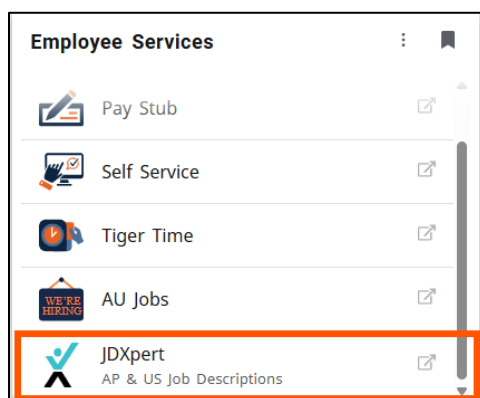 Employee Services
Pay Stub
Self Service
Tiger Time
WE'RE
HIRING
AU Jobs
JDXpert
AP & US Job Descriptions